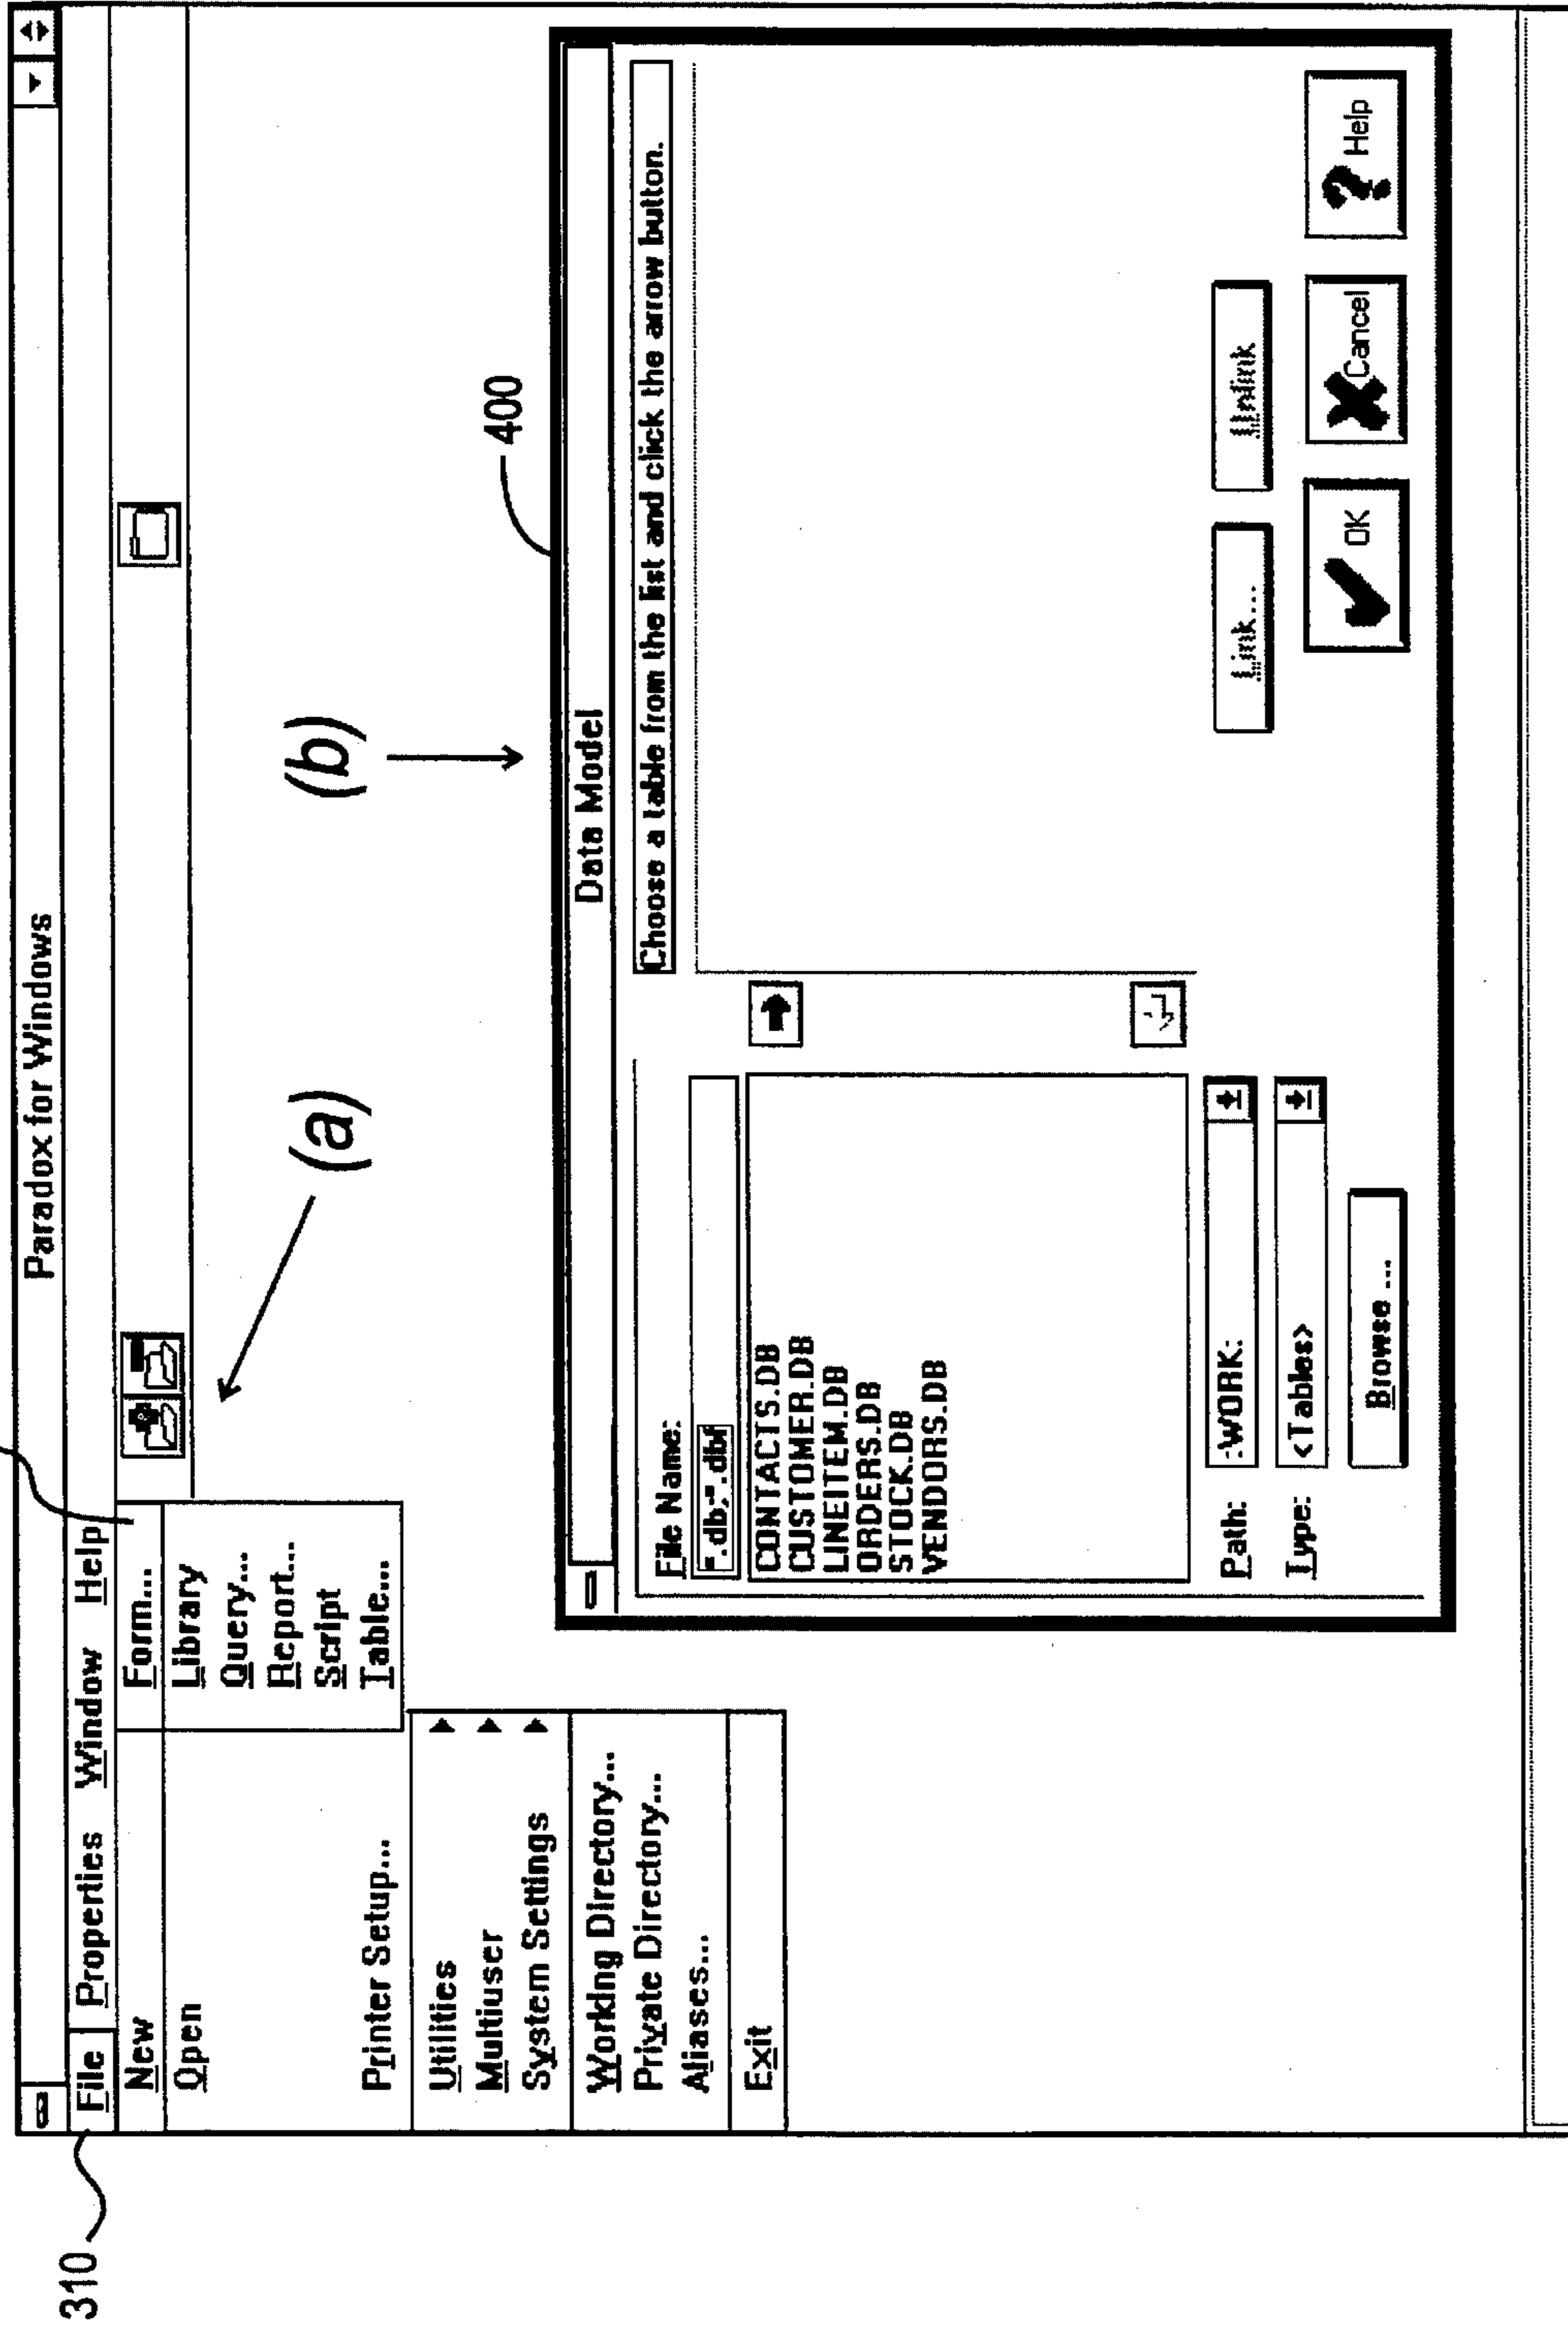 Paradox for Windows
310
File Properties Window Help
New
Form...
Open
Library
Query...
Report...
Script
Table...
Printer Setup...
Utilities
Multiuser
System Settings
Working Directory...
Private Directory...
Aliases...
Exit
(a)
(b)
400
Data Model
Choose a table from the list and click the arrow button.
File Name:
*.db;*.dbf
CONTACTS.DB
CUSTOMER.DB
LINEITEM.DB
ORDERS.DB
STOCK.DB
VENDORS.DB
Path: :WORK:
Type: <Tables>
Browse ...
Link...
Unlink
OK
Cancel
? Help